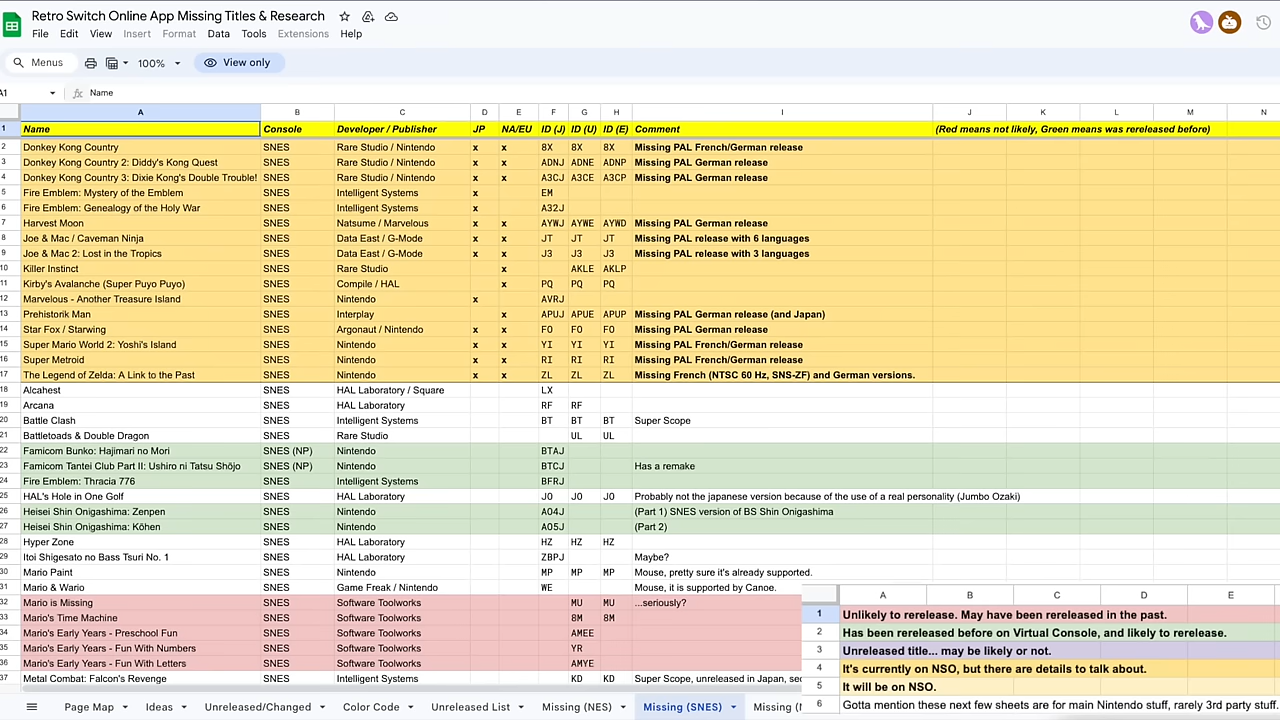 Retro Switch Online App Missing Titles & Research
File Edit View Insert Format Data Tools Extensions Help
Menus 100% View only
A1 fx Name
A B C D E F G H I J K L M N
1 Name Console Developer / Publisher JP NA/EU ID (J) ID (U) ID (E) Comment (Red means not likely, Green means was rereleased before)
2 Donkey Kong Country SNES Rare Studio / Nintendo x x 8X 8X 8X Missing PAL French/German release
3 Donkey Kong Country 2: Diddy's Kong Quest SNES Rare Studio / Nintendo x x ADNJ ADNE ADNP Missing PAL German release
4 Donkey Kong Country 3: Dixie Kong's Double Trouble! SNES Rare Studio / Nintendo x x A3CJ A3CE A3CP Missing PAL German release
5 Fire Emblem: Mystery of the Emblem SNES Intelligent Systems x EM
6 Fire Emblem: Genealogy of the Holy War SNES Intelligent Systems x A32J
7 Harvest Moon SNES Natsume / Marvelous x x AYWJ AYWE AYWD Missing PAL German release
8 Joe & Mac / Caveman Ninja SNES Data East / G-Mode x x JT JT JT Missing PAL release with 6 languages
9 Joe & Mac 2: Lost in the Tropics SNES Data East / G-Mode x x J3 J3 J3 Missing PAL release with 3 languages
10 Killer Instinct SNES Rare Studio x AKLE AKLP
11 Kirby's Avalanche (Super Puyo Puyo) SNES Compile / HAL x PQ PQ PQ
12 Marvelous - Another Treasure Island SNES Nintendo x AVRJ
13 Prehistorik Man SNES Interplay x APUJ APUE APUP Missing PAL German release (and Japan)
14 Star Fox / Starwing SNES Argonaut / Nintendo x x FO FO FO Missing PAL German release
15 Super Mario World 2: Yoshi's Island SNES Nintendo x x YI YI YI Missing PAL French/German release
16 Super Metroid SNES Nintendo x x RI RI RI Missing PAL French/German release
17 The Legend of Zelda: A Link to the Past SNES Nintendo x x ZL ZL ZL Missing French (NTSC 60 Hz, SNS-ZF) and German versions.
18 Alcahest SNES HAL Laboratory / Square LX
19 Arcana SNES HAL Laboratory RF RF
20 Battle Clash SNES Intelligent Systems BT BT BT Super Scope
21 Battletoads & Double Dragon SNES Rare Studio UL UL
22 Famicom Bunko: Hajimari no Mori SNES (NP) Nintendo BTAJ
23 Famicom Tantei Club Part II: Ushiro ni Tatsu Shōjo SNES (NP) Nintendo BTCJ Has a remake
24 Fire Emblem: Thracia 776 SNES Intelligent Systems BFRJ
25 HAL's Hole in One Golf SNES HAL Laboratory JO JO JO Probably not the japanese version because of the use of a real personality (Jumbo Ozaki)
26 Heisei Shin Onigashima: Zenpen SNES Nintendo A04J (Part 1) SNES version of BS Shin Onigashima
27 Heisei Shin Onigashima: Kōhen SNES Nintendo A05J (Part 2)
28 Hyper Zone SNES HAL Laboratory HZ HZ HZ
29 Itoi Shigesato no Bass Tsuri No. 1 SNES HAL Laboratory ZBPJ Maybe?
30 Mario Paint SNES Nintendo MP MP MP Mouse, pretty sure it's already supported.
31 Mario & Wario SNES Game Freak / Nintendo WE Mouse, it is supported by Canoe.
32 Mario is Missing SNES Software Toolworks MU MU ...seriously?
33 Mario's Time Machine SNES Software Toolworks 8M 8M
34 Mario's Early Years - Preschool Fun SNES Software Toolworks AMEE
35 Mario's Early Years - Fun With Numbers SNES Software Toolworks YR
36 Mario's Early Years - Fun With Letters SNES Software Toolworks AMYE
37 Metal Combat: Falcon's Revenge SNES Intelligent Systems KD KD Super Scope, unreleased in Japan, sec
A B C D E
1 Unlikely to rerelease. May have been rereleased in the past.
2 Has been rereleased before on Virtual Console, and likely to rerelease.
3 Unreleased title... may be likely or not.
4 It's currently on NSO, but there are details to talk about.
5 It will be on NSO.
6 Gotta mention these next few sheets are for main Nintendo stuff, rarely 3rd party stuff.
Page Map Ideas Unreleased/Changed Color Code Unreleased List Missing (NES) Missing (SNES) Missing (N